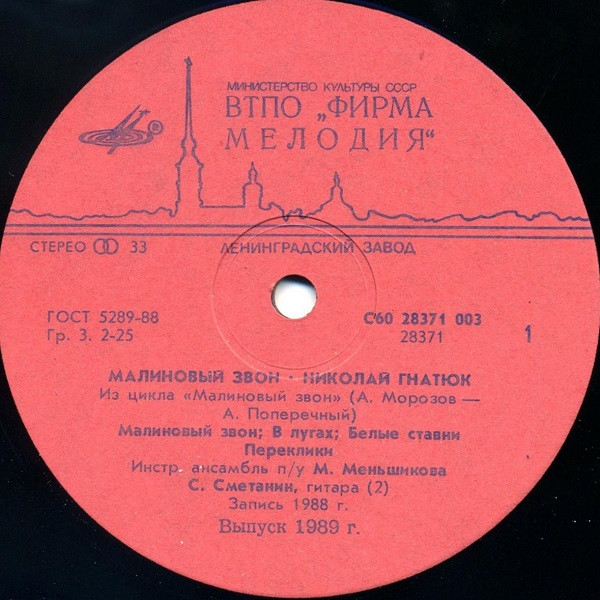 МИНИСТЕРСТВО КУЛЬТУРЫ СССР
ВТПО „ФИРМА
МЕЛОДИЯ“
СТЕРЕО 33
ЛЕНИНГРАДСКИЙ ЗАВОД
ГОСТ 5289-88
Гр. 3. 2-25
С60 28371 003
28371
1
МАЛИНОВЫЙ ЗВОН · НИКОЛАЙ ГНАТЮК
Из цикла «Малиновый звон» (А. Морозов —
А. Поперечный)
Малиновый звон; В лугах; Белые ставни
Переклики
Инстр. ансамбль п/у М. Меньшикова
С. Сметанин, гитара (2)
Запись 1988 г.
Выпуск 1989 г.